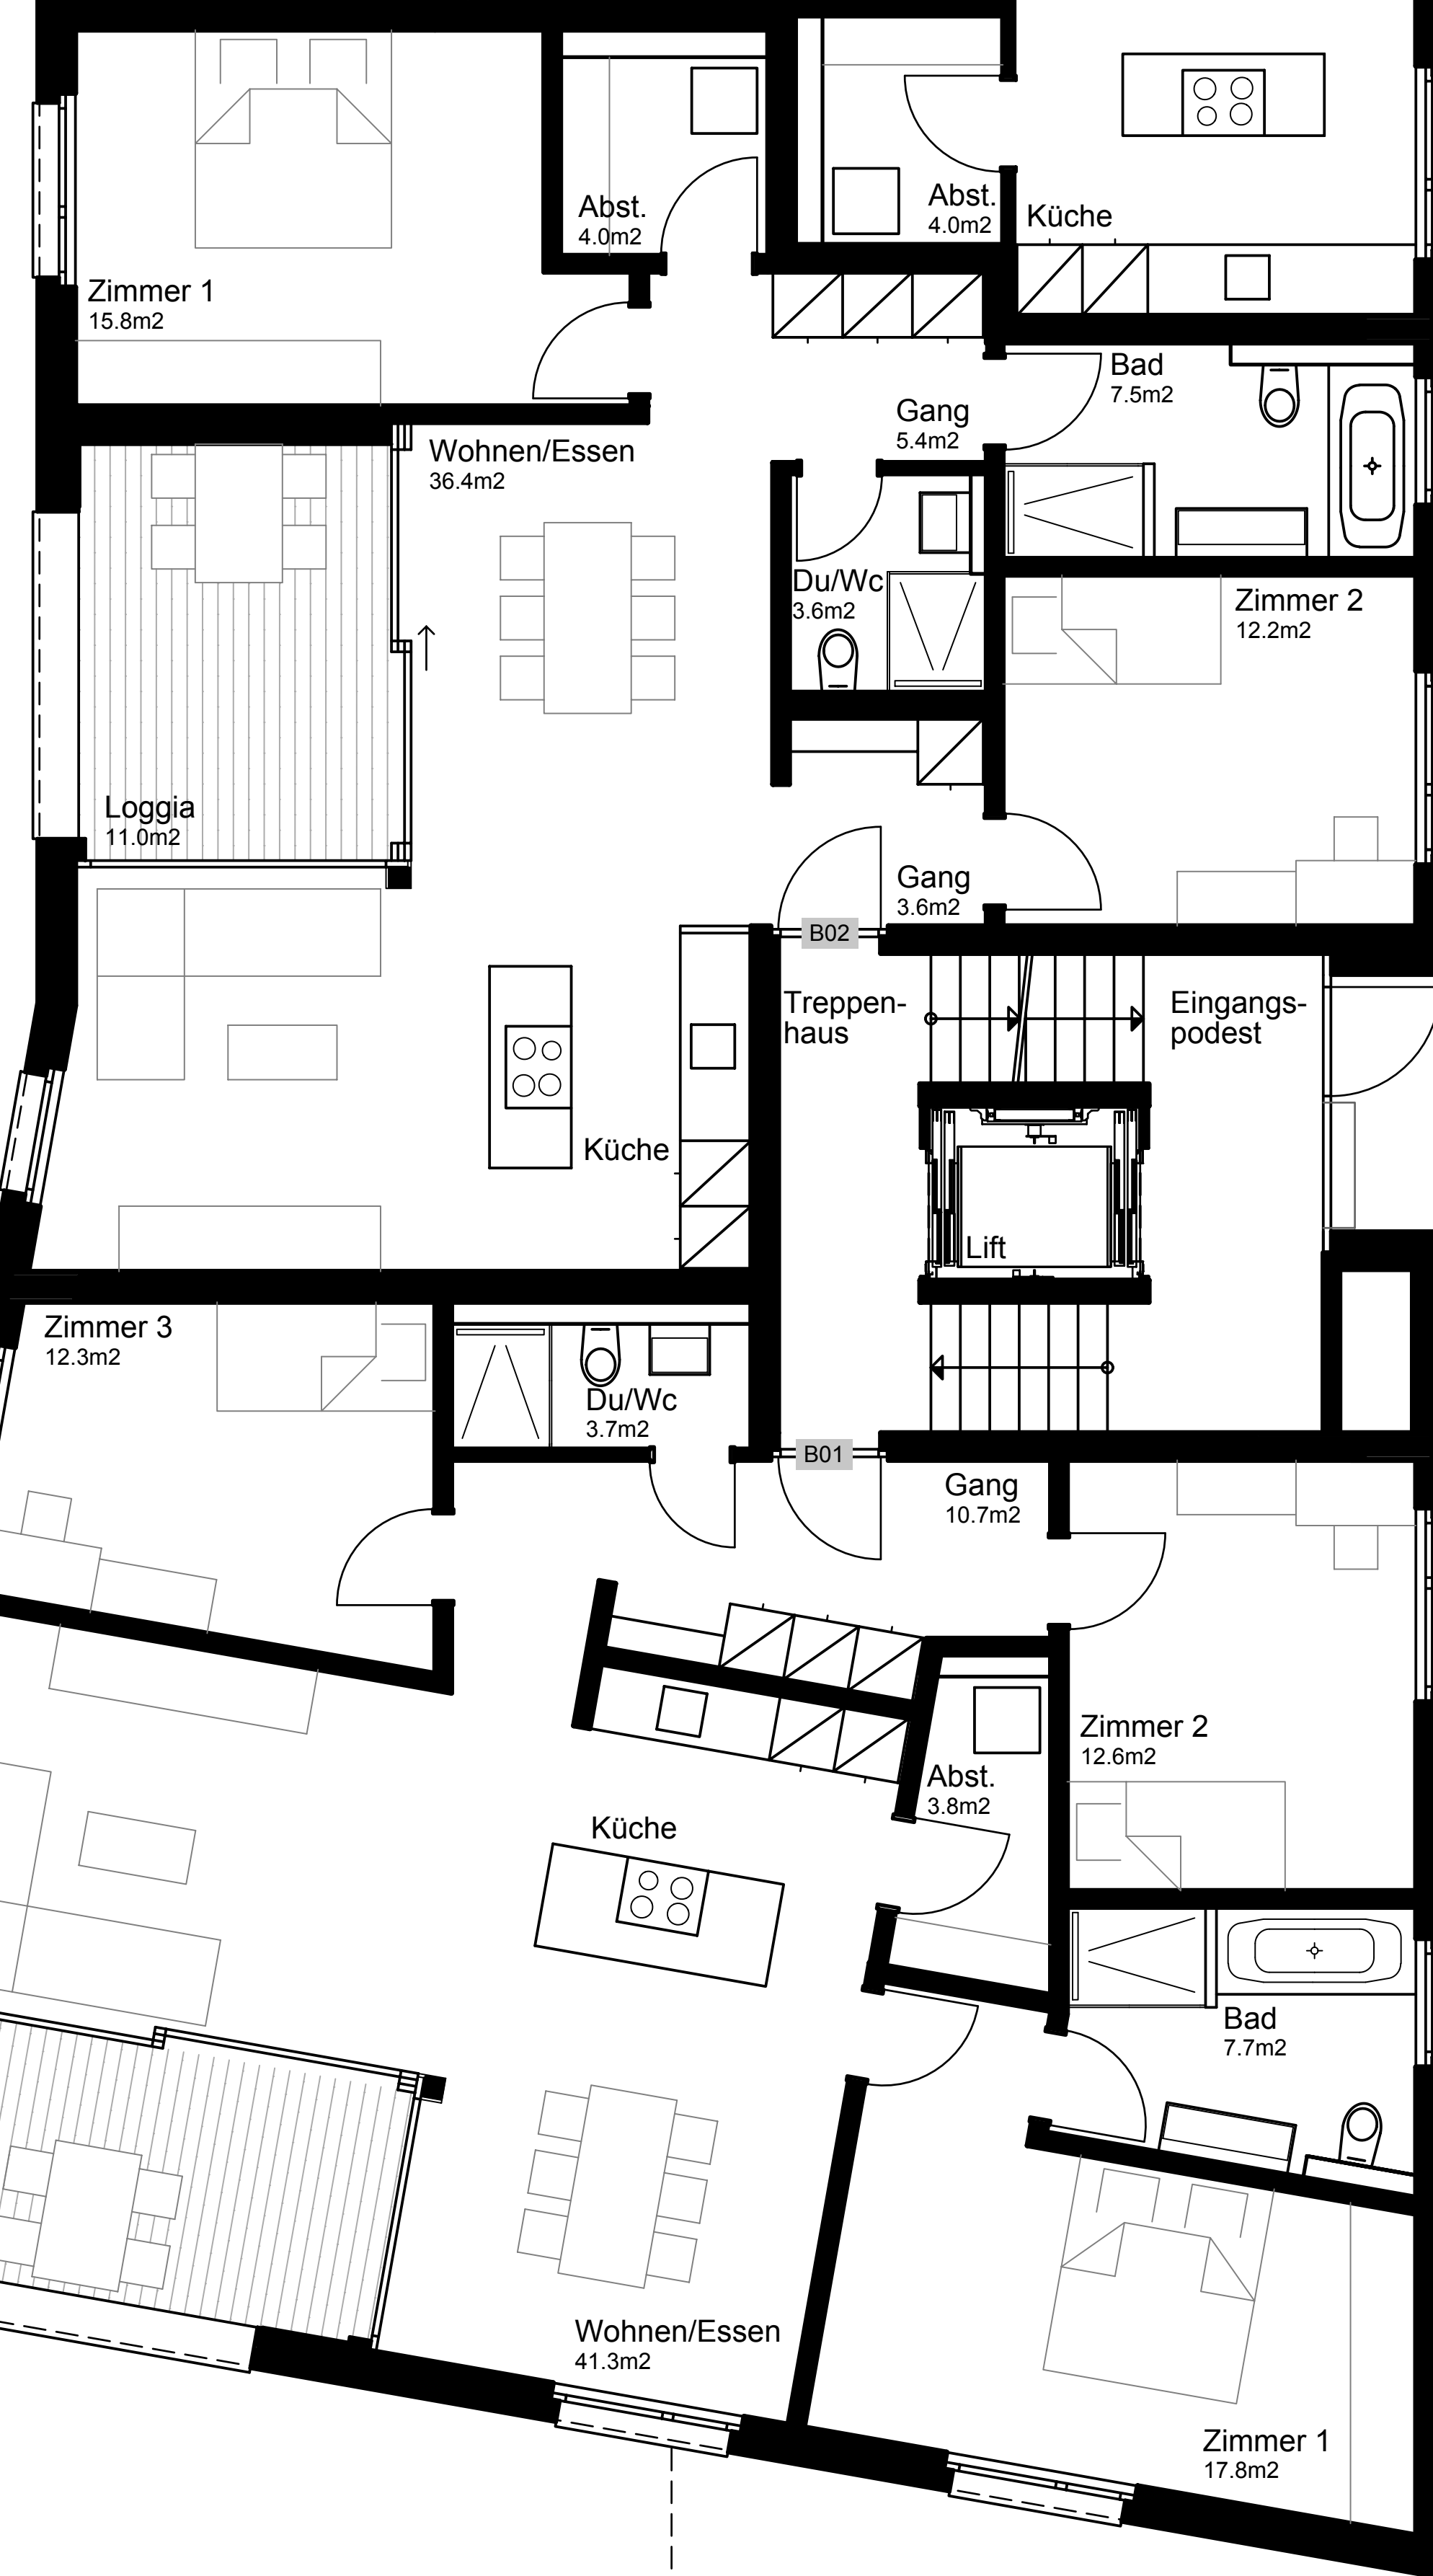 Abst.
4.0m2
Abst.
4.0m2
Küche
Zimmer 1
15.8m2
Bad
7.5m2
Gang
5.4m2
Wohnen/Essen
36.4m2
Du/Wc
3.6m2
Zimmer 2
12.2m2
Loggia
11.0m2
Gang
3.6m2
B02
Treppen-
haus
Eingangs-
podest
Küche
Lift
Zimmer 3
12.3m2
Du/Wc
3.7m2
B01
Gang
10.7m2
Zimmer 2
12.6m2
Abst.
3.8m2
Küche
Bad
7.7m2
Wohnen/Essen
41.3m2
Zimmer 1
17.8m2